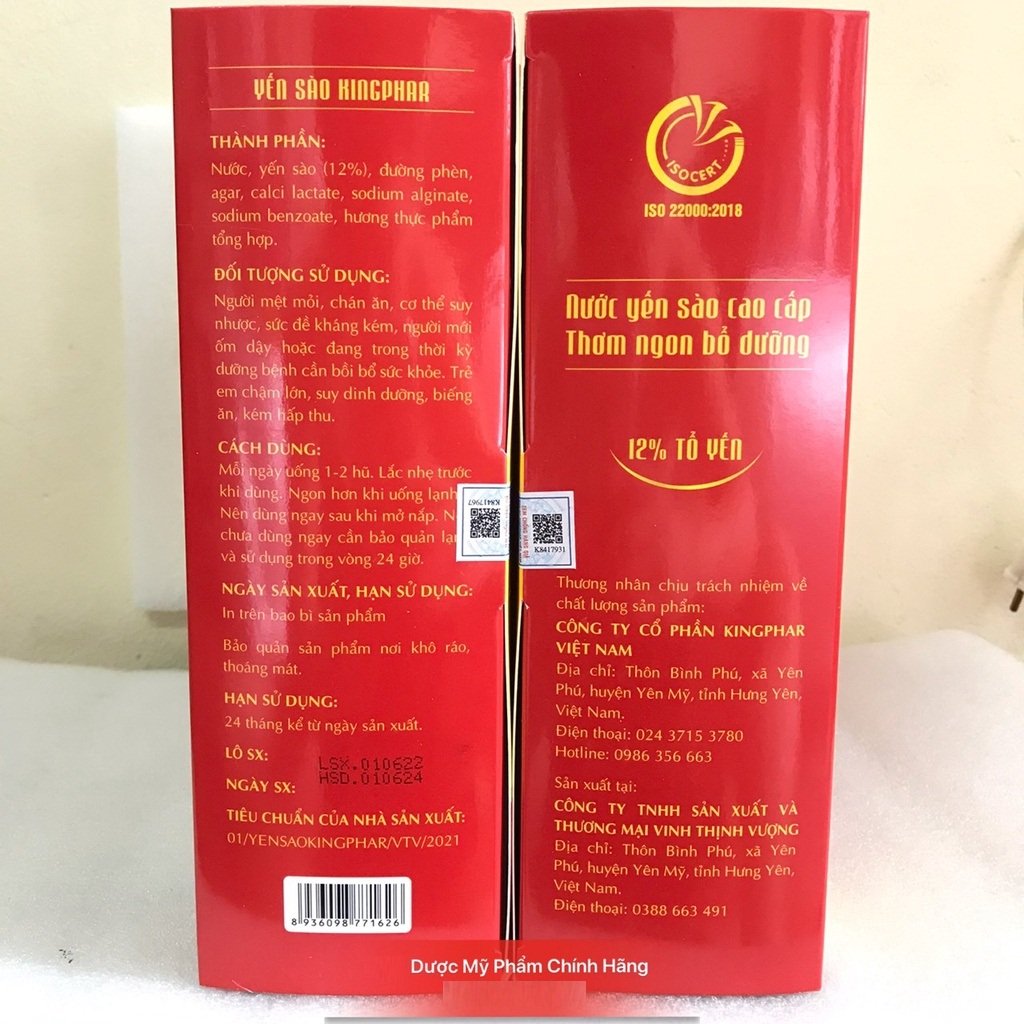 YẾN SÀO KINGPHAR
THÀNH PHẦN:
Nước, yến sào (12%), đường phèn,
agar, calci lactate, sodium alginate,
sodium benzoate, hương thực phẩm
tổng hợp.
ĐỐI TƯỢNG SỬ DỤNG:
Người mệt mỏi, chán ăn, cơ thể suy
nhược, sức đề kháng kém, người mới
ốm dậy hoặc đang trong thời kỳ
dưỡng bệnh cần bồi bổ sức khỏe. Trẻ
em chậm lớn, suy dinh dưỡng, biếng
ăn, kém hấp thu.
CÁCH DÙNG:
Mỗi ngày uống 1-2 hũ. Lắc nhẹ trước
khi dùng. Ngon hơn khi uống lạnh
Nên dùng ngay sau khi mở nắp.
chưa dùng ngay cần bảo quản
và sử dụng trong vòng 24 giờ.
NGÀY SẢN XUẤT, HẠN SỬ DỤNG:
In trên bao bì sản phẩm
Bảo quản sản phẩm nơi khô ráo,
thoáng mát.
HẠN SỬ DỤNG:
24 tháng kể từ ngày sản xuất.
LÔ SX:
LSX.010622
HSD.010624
NGÀY SX:
TIÊU CHUẨN CỦA NHÀ SẢN XUẤT:
01/YENSAOKINGPHAR/VTV/2021
8 936098 771626
K8417967
ISOCERT
ISO 22000:2018
Nước yến sào cao cấp
Thơm ngon bổ dưỡng
12% TỔ YẾN
K8417931
Thương nhân chịu trách nhiệm về
chất lượng sản phẩm:
CÔNG TY CỔ PHẦN KINGPHAR
VIỆT NAM
Địa chỉ: Thôn Bình Phú, xã Yên
Phú, huyện Yên Mỹ, tỉnh Hưng Yên,
Việt Nam.
Điện thoại: 024 3715 3780
Hotline: 0986 356 663
Sản xuất tại:
CÔNG TY TNHH SẢN XUẤT VÀ
THƯƠNG MẠI VINH THỊNH VƯỢNG
Địa chỉ: Thôn Bình Phú, xã Yên
Phú, huyện Yên Mỹ, tỉnh Hưng Yên,
Việt Nam.
Điện thoại: 0388 663 491
Dược Mỹ Phẩm Chính Hãng